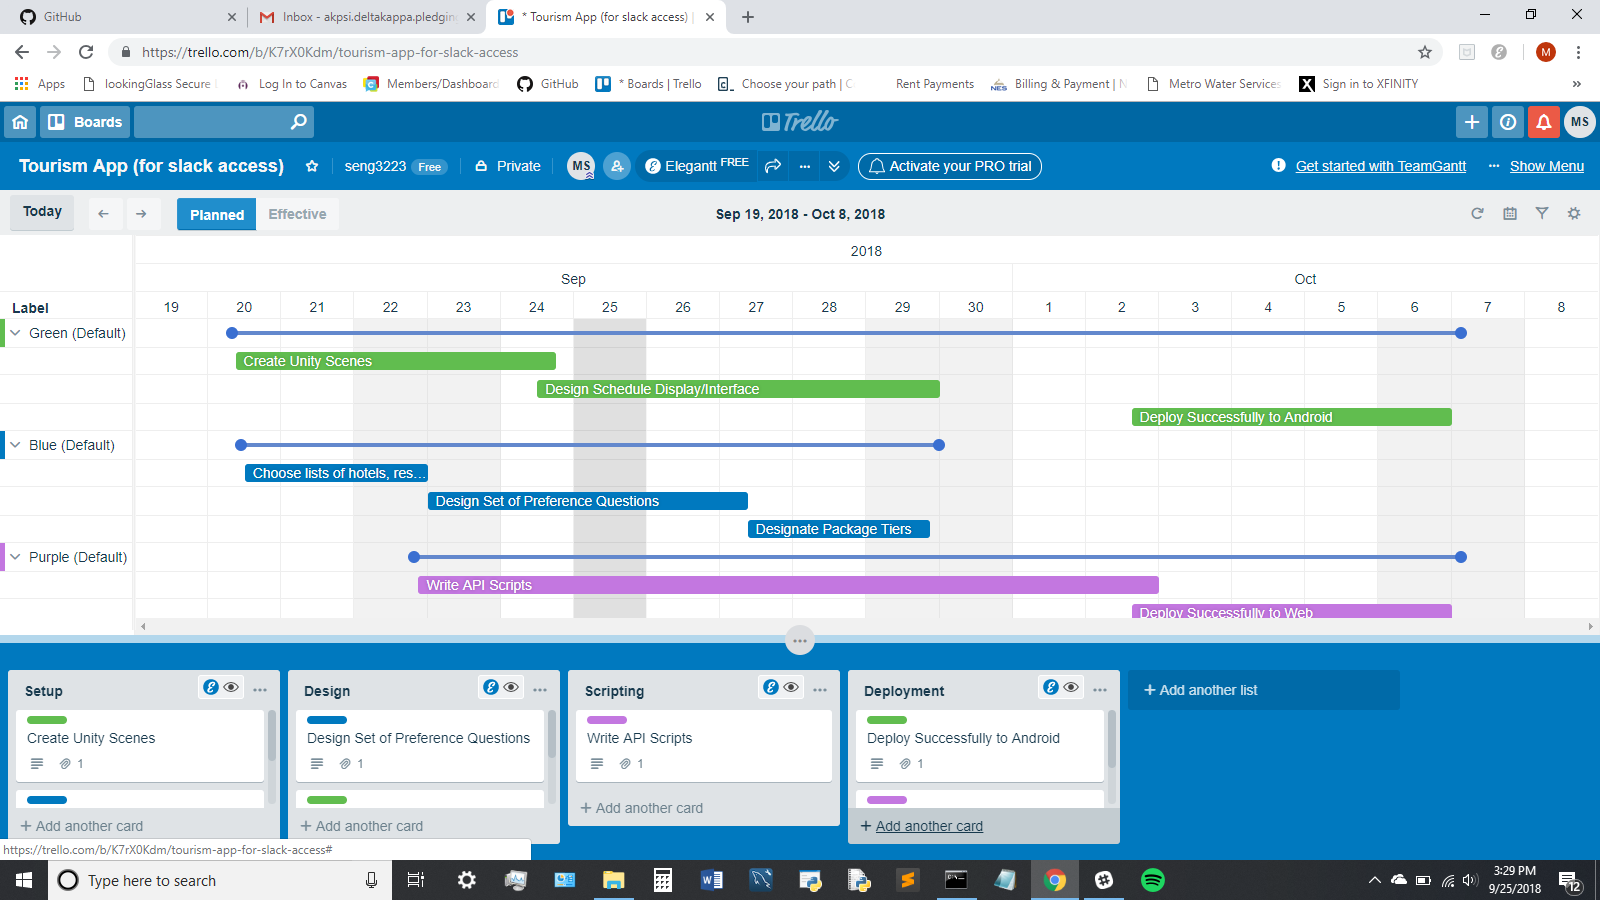 GitHub
Inbox - akpsi.deltakappa.pledging
* Tourism App (for slack access) |
https://trello.com/b/K7rX0Kdm/tourism-app-for-slack-access
M
Apps
lookingGlass Secure
Log In to Canvas
Members/Dashboard
GitHub
* Boards | Trello
Choose your path | C
Rent Payments
NES
Billing & Payment | N
Metro Water Services
X
Sign in to XFINITY
»
Boards
Trello
MS
Tourism App (for slack access)
seng3223 Free
Private
MS
Elegantt FREE
Activate your PRO trial
Get started with TeamGantt
Show Menu
Today
Planned
Effective
Sep 19, 2018 - Oct 8, 2018
2018
Sep
Oct
Label
19 20 21 22 23 24 25 26 27 28 29 30 1 2 3 4 5 6 7 8
Green (Default)
Create Unity Scenes
Design Schedule Display/Interface
Deploy Successfully to Android
Blue (Default)
Choose lists of hotels, res...
Design Set of Preference Questions
Designate Package Tiers
Purple (Default)
Write API Scripts
Deploy Successfully to Web
Setup
Design
Scripting
Deployment
+ Add another list
Create Unity Scenes
1
Design Set of Preference Questions
1
Write API Scripts
1
Deploy Successfully to Android
1
+ Add another card
+ Add another card
+ Add another card
+ Add another card
https://trello.com/b/K7rX0Kdm/tourism-app-for-slack-access#
Type here to search
3:29 PM
9/25/2018
12